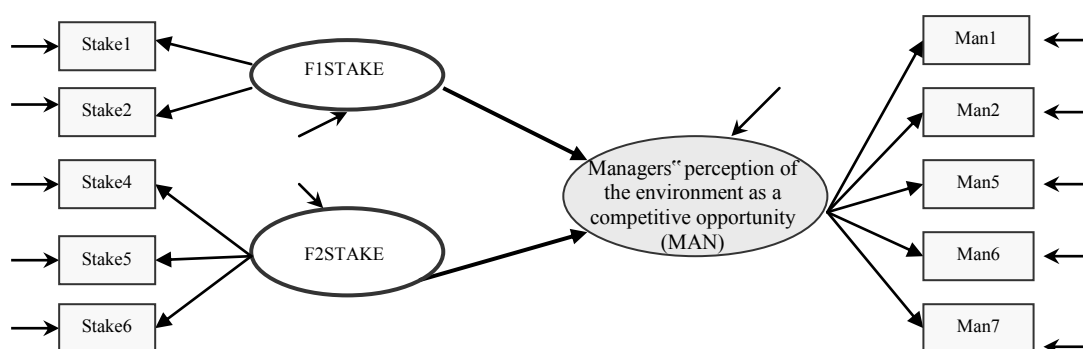 Stake1
Stake2
Stake4
Stake5
Stake6
F1STAKE
F2STAKE
Managers‟ perception of
the environment as a
competitive opportunity
(MAN)
Man1
Man2
Man5
Man6
Man7